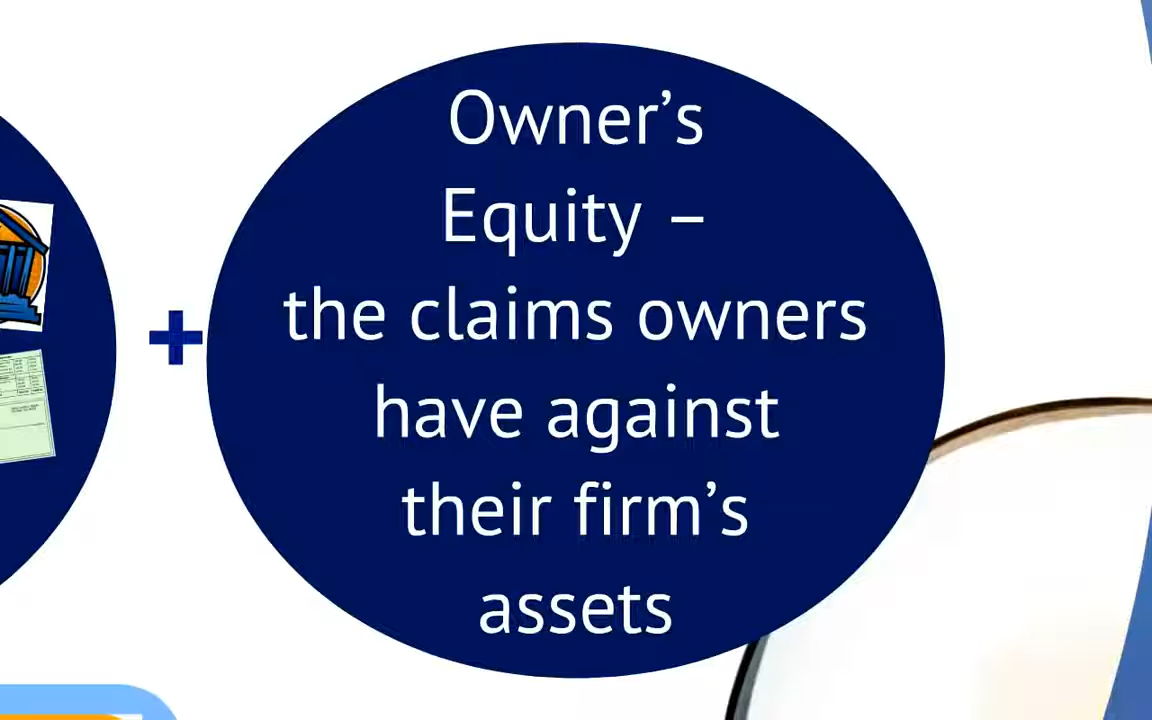 Owner’s
Equity –
the claims owners
have against
their firm’s
assets
+